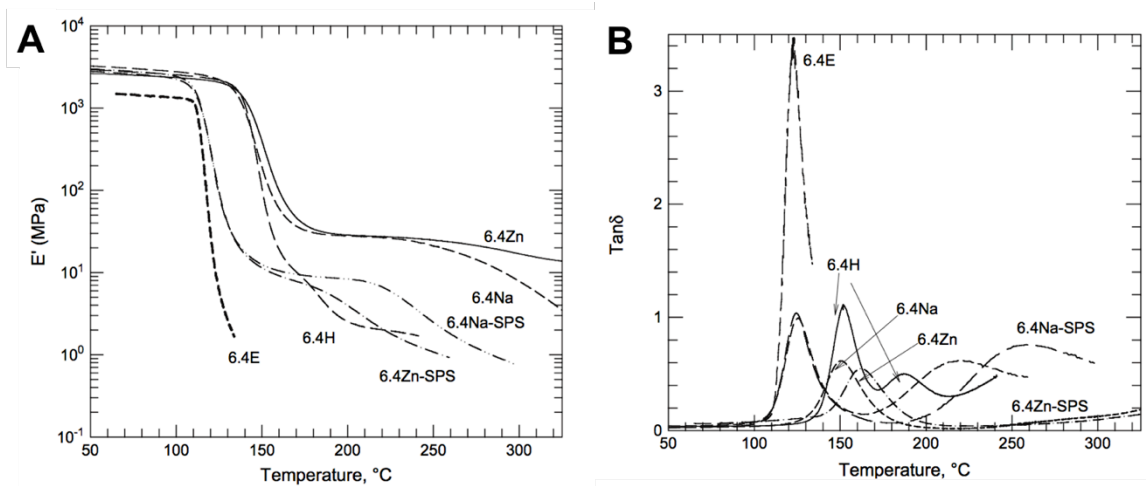 A
10⁴
10³
10²
10¹
10⁰
10⁻¹
E' (MPa)
6.4Zn
6.4Na
6.4Na-SPS
6.4H
6.4E
6.4Zn-SPS
50 100 150 200 250 300
Temperature, °C
B
3
2
1
0
Tanδ
6.4E
6.4H
6.4Na
6.4Zn
6.4Na-SPS
6.4Zn-SPS
50 100 150 200 250 300
Temperature, °C